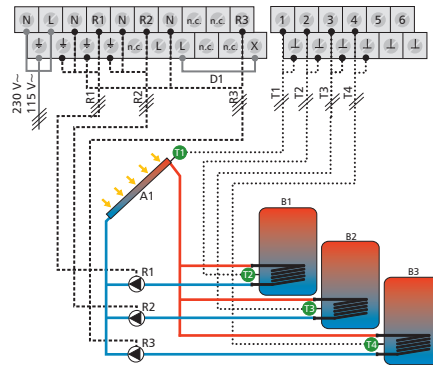 N L N R1 N R2 N n.c. n.c. R3
1 2 3 4 5 6
n.c. L L n.c. n.c. X
D1
230 V~
115 V~
R1
R2
R3
T1
T2
T3
T4
T1
A1
B1
B2
B3
T2
T3
T4
R1
R2
R3